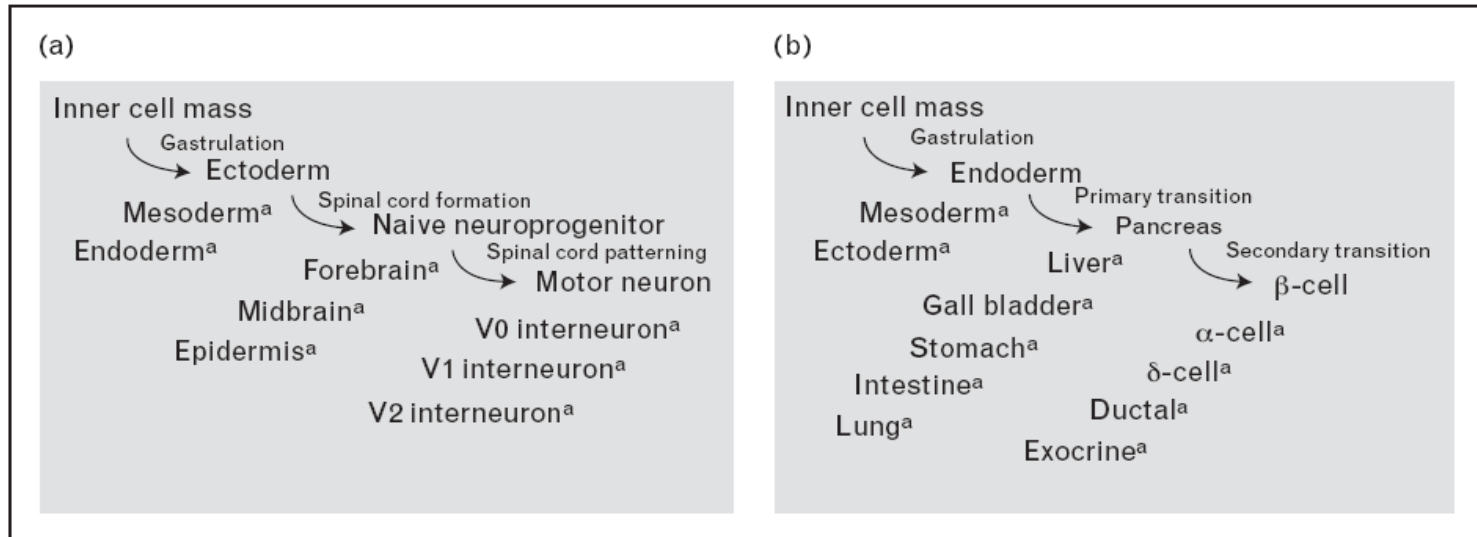 (a)
Inner cell mass
Gastrulation
Ectoderm
Spinal cord formation
Mesodermᵃ
Naive neuroprogenitor
Endodermᵃ
Spinal cord patterning
Forebrainᵃ
Motor neuron
Midbrainᵃ
V0 interneuronᵃ
Epidermisᵃ
V1 interneuronᵃ
V2 interneuronᵃ
(b)
Inner cell mass
Gastrulation
Endoderm
Primary transition
Mesodermᵃ
Pancreas
Ectodermᵃ
Secondary transition
Liverᵃ
β-cell
Gall bladderᵃ
α-cellᵃ
Stomachᵃ
δ-cellᵃ
Intestineᵃ
Ductalᵃ
Lungᵃ
Exocrineᵃ